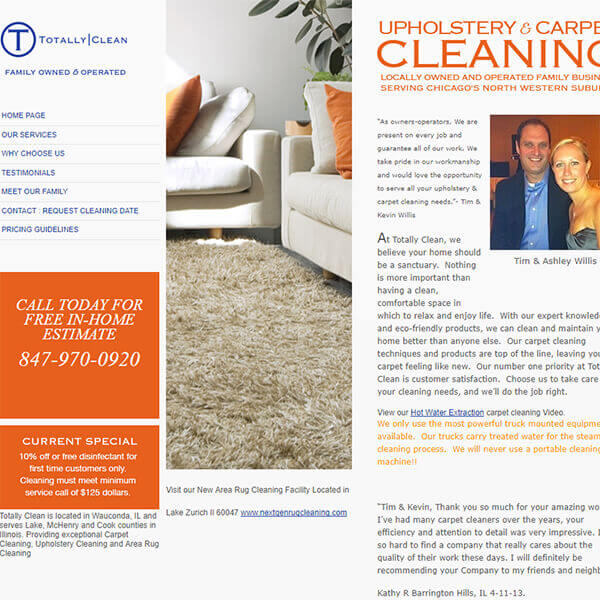 T TOTALLY|CLEAN
FAMILY OWNED & OPERATED
HOME PAGE
OUR SERVICES
WHY CHOOSE US
TESTIMONIALS
MEET OUR FAMILY
CONTACT : REQUEST CLEANING DATE
PRICING GUIDELINES
CALL TODAY FOR
FREE IN-HOME
ESTIMATE
847-970-0920
CURRENT SPECIAL
10% off or free disinfectant for
first time customers only.
Cleaning must meet minimum
service call of $125 dollars.
Totally Clean is located in Wauconda, IL and
serves Lake, McHenry and Cook counties in
Illinois. Providing exceptional Carpet
Cleaning, Upholstery Cleaning and Area Rug
Cleaning
Visit our New Area Rug Cleaning Facility Located in
Lake Zurich Il 60047 www.nextgenrugcleaning.com
UPHOLSTERY & CARPE
CLEANING
LOCALLY OWNED AND OPERATED FAMILY BUSIN
SERVING CHICAGO'S NORTH WESTERN SUBU
"As owners-operators, We are
present on every job and
guarantee all of our work. We
take pride in our workmanship
and would love the opportunity
to serve all your upholstery &
carpet cleaning needs."- Tim &
Kevin Willis
Tim & Ashley Willis
At Totally Clean, we
believe your home should
be a sanctuary. Nothing
is more important than
having a clean,
comfortable space in
which to relax and enjoy life. With our expert knowled
and eco-friendly products, we can clean and maintain y
home better than anyone else. Our carpet cleaning
techniques and products are top of the line, leaving you
carpet feeling like new. Our number one priority at Tot
Clean is customer satisfaction. Choose us to take care
your cleaning needs, and we'll do the job right.
View our Hot Water Extraction carpet cleaning Video.
We only use the most powerful truck mounted equipme
available. Our trucks carry treated water for the steam
cleaning process. We will never use a portable cleaning
machine!!
"Tim & Kevin, Thank you so much for your amazing wo
I've had many carpet cleaners over the years, your
efficiency and attention to detail was very impressive. I
so hard to find a company that really cares about the
quality of their work these days. I will definitely be
recommending your Company to my friends and neighb
Kathy R Barrington Hills, IL 4-11-13.